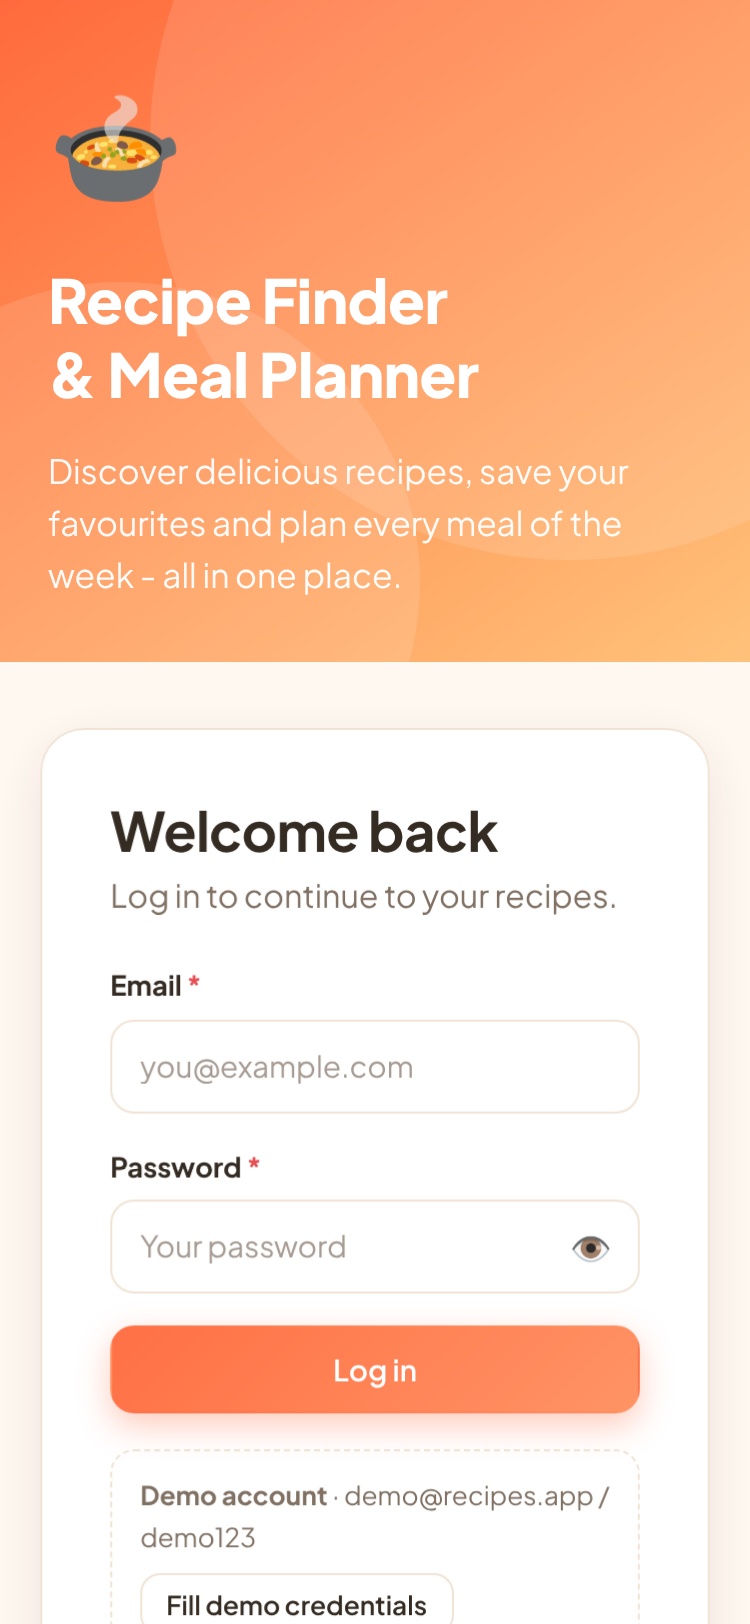 Recipe Finder
& Meal Planner
Discover delicious recipes, save your
favourites and plan every meal of the
week - all in one place.
Welcome back
Log in to continue to your recipes.
Email *
you@example.com
Password *
Your password
Log in
Demo account · demo@recipes.app /
demo123
Fill demo credentials